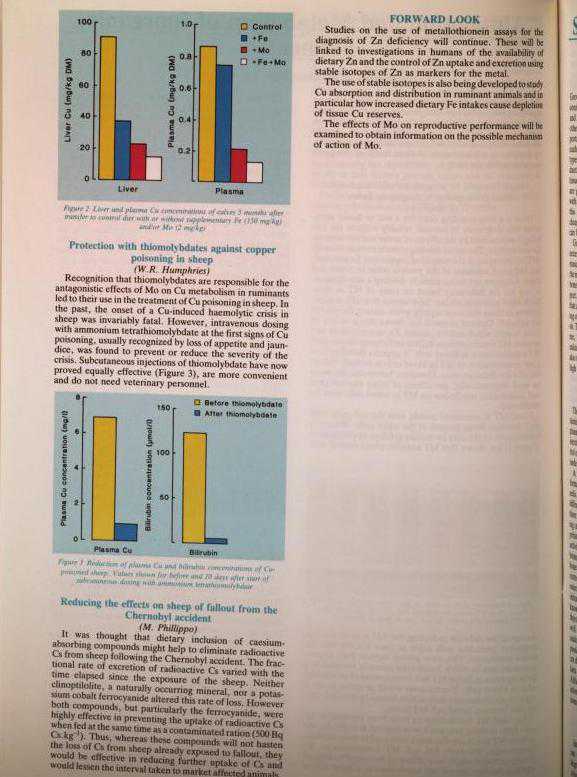 100
80
60
40
20
0
Liver Cu (mg/kg DM)
Liver
1.0
0.8
0.6
0.4
0.2
Plasma Cu (mg/kg DM)
Plasma
Control
+Fe
+Mo
+Fe+Mo
Figure 2 Liver and plasma Cu concentrations of calves 5 months after
transfer to control diet with or without supplementary Fe (150 mg/kg)
and/or Mo (2 mg/kg)
Protection with thiomolybdates against copper
poisoning in sheep
(W.R. Humphries)
Recognition that thiomolybdates are responsible for the
antagonistic effects of Mo on Cu metabolism in ruminants
led to their use in the treatment of Cu poisoning in sheep. In
the past, the onset of a Cu-induced haemolytic crisis in
sheep was invariably fatal. However, intravenous dosing
with ammonium tetrathiomolybdate at the first signs of Cu
poisoning, usually recognized by loss of appetite and jaun-
dice, was found to prevent or reduce the severity of the
crisis. Subcutaneous injections of thiomolybdate have now
proved equally effective (Figure 3), are more convenient
and do not need veterinary personnel.
8
6
4
2
0
Plasma Cu concentration (mg/l)
Plasma Cu
150
100
50
Bilirubin concentration (µmol/l)
Bilirubin
Before thiomolybdate
After thiomolybdate
Figure 3 Reduction of plasma Cu and bilirubin concentrations of Cu-
poisoned sheep. Values shown for before and 10 days after start of
subcutaneous dosing with ammonium tetrathiomolybdate
Reducing the effects on sheep of fallout from the
Chernobyl accident
(M. Phillippo)
It was thought that dietary inclusion of caesium-
absorbing compounds might help to eliminate radioactive
Cs from sheep following the Chernobyl accident. The frac-
tional rate of excretion of radioactive Cs varied with the
time elapsed since the exposure of the sheep. Neither
clinoptilolite, a naturally occurring mineral, nor a potas-
sium cobalt ferrocyanide altered this rate of loss. However
both compounds, but particularly the ferrocyanide, were
highly effective in preventing the uptake of radioactive Cs
when fed at the same time as a contaminated ration (500 Bq
Cs.kg⁻¹). Thus, whereas these compounds will not hasten
the loss of Cs from sheep already exposed to fallout, they
would be effective in reducing further uptake of Cs and
would lessen the interval taken to market affected animals
FORWARD LOOK
Studies on the use of metallothionein assays for the
diagnosis of Zn deficiency will continue. These will be
linked to investigations in humans of the availability of
dietary Zn and the control of Zn uptake and excretion using
stable isotopes of Zn as markers for the metal.
The use of stable isotopes is also being developed to study
Cu absorption and distribution in ruminant animals and in
particular how increased dietary Fe intakes cause depletion
of tissue Cu reserves.
The effects of Mo on reproductive performance will be
examined to obtain information on the possible mechanism
of action of Mo.